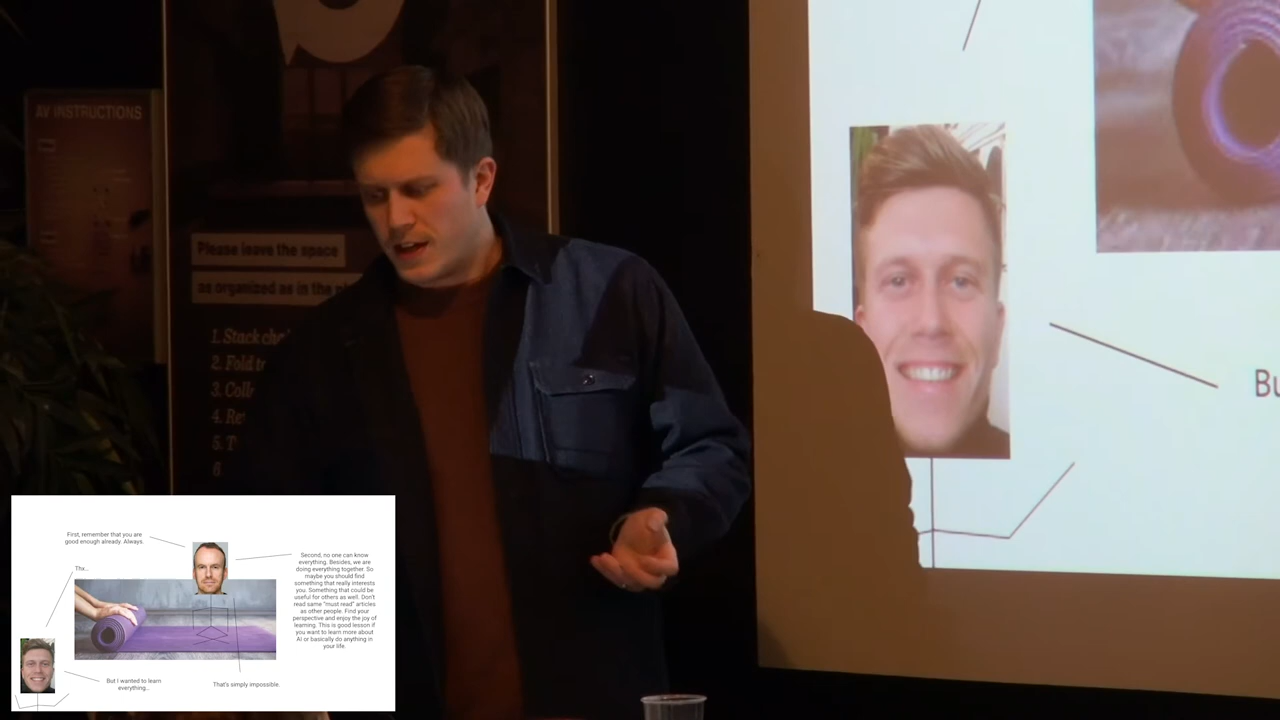 AV INSTRUCTIONS
Please leave the space
as organized as in the
1. Stack
2. Fold
3.
4.
5.
6
Bu
First, remember that you are
good enough already. Always.
Thx...
Second, no one can know
everything. Besides, we are
doing everything together. So
maybe you should find
something that really interests
you. Something that could be
useful for others as well. Don't
read same "must read" articles
as other people. Find your
perspective and enjoy the joy of
learning. This is good lesson if
you want to learn more about
AI or basically do anything in
your life.
But I wanted to learn
everything...
That's simply impossible.